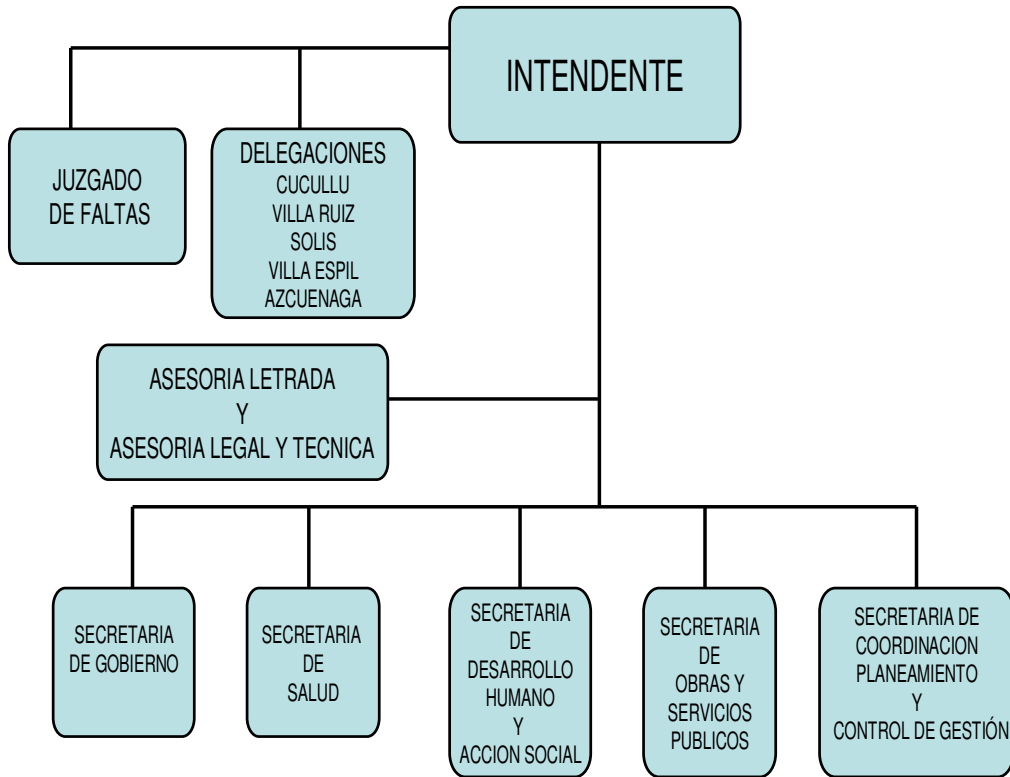 INTENDENTE
JUZGADO
DE FALTAS
DELEGACIONES
CUCULLU
VILLA RUIZ
SOLIS
VILLA ESPIL
AZCUENAGA
ASESORIA LETRADA
Y
ASESORIA LEGAL Y TECNICA
SECRETARIA
DE GOBIERNO
SECRETARIA
DE
SALUD
SECRETARIA
DE
DESARROLLO
HUMANO
Y
ACCION SOCIAL
SECRETARIA
DE
OBRAS Y
SERVICIOS
PUBLICOS
SECRETARIA DE
COORDINACION
PLANEAMIENTO
Y
CONTROL DE GESTIÓN